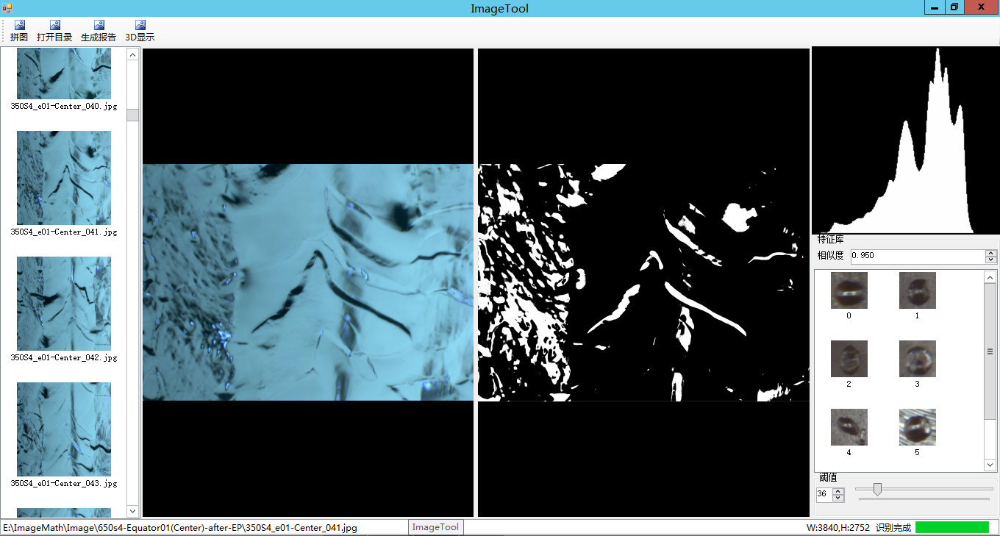 ImageTool
拼图 打开目录 生成报告 3D显示
350S4_e01-Center_040.jpg
350S4_e01-Center_041.jpg
350S4_e01-Center_042.jpg
350S4_e01-Center_043.jpg
特征库
相似度 0.950
0 1
2 3
4 5
阈值
36
E:\ImageMath\Image\650s4-Equator01(Center)-after-EP\350S4_e01-Center_041.jpg
ImageTool
W:3840,H:2752 识别完成